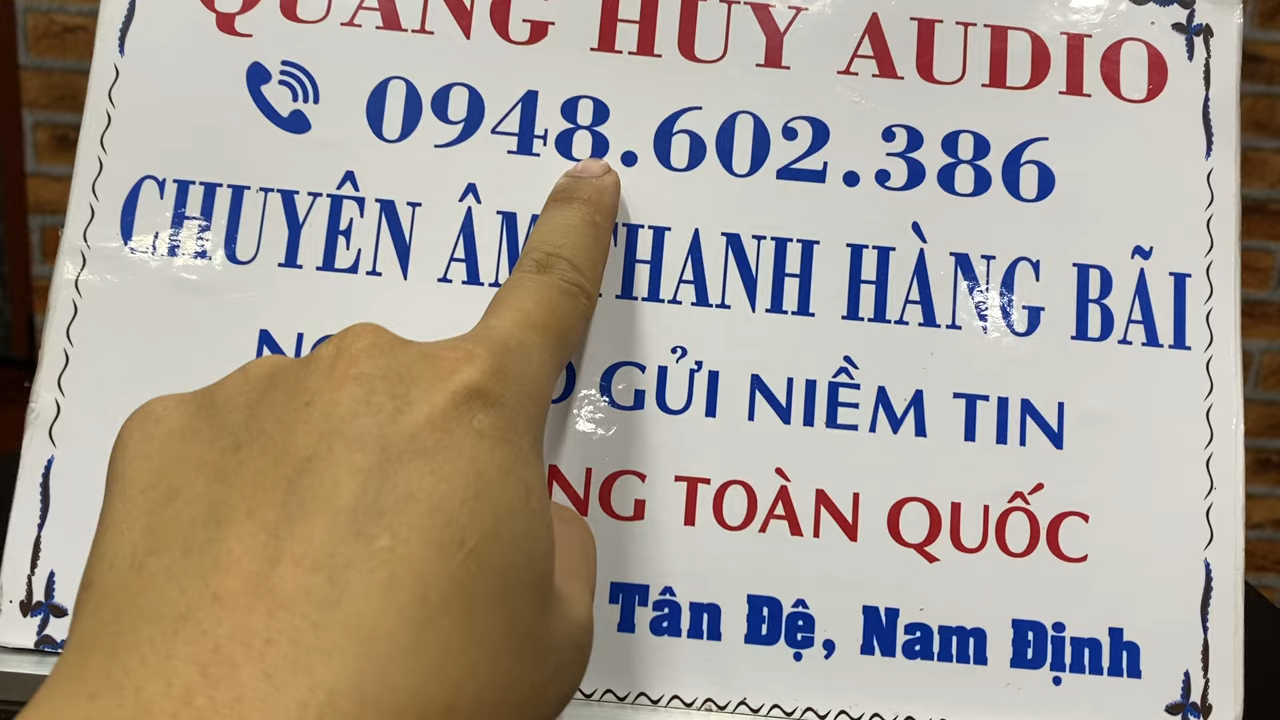 QUANG HUY AUDIO
0948.602.386
CHUYÊN ÂM THANH HÀNG BÃI
GỬI NIỀM TIN
TOÀN QUỐC
Tân Đệ, Nam Định